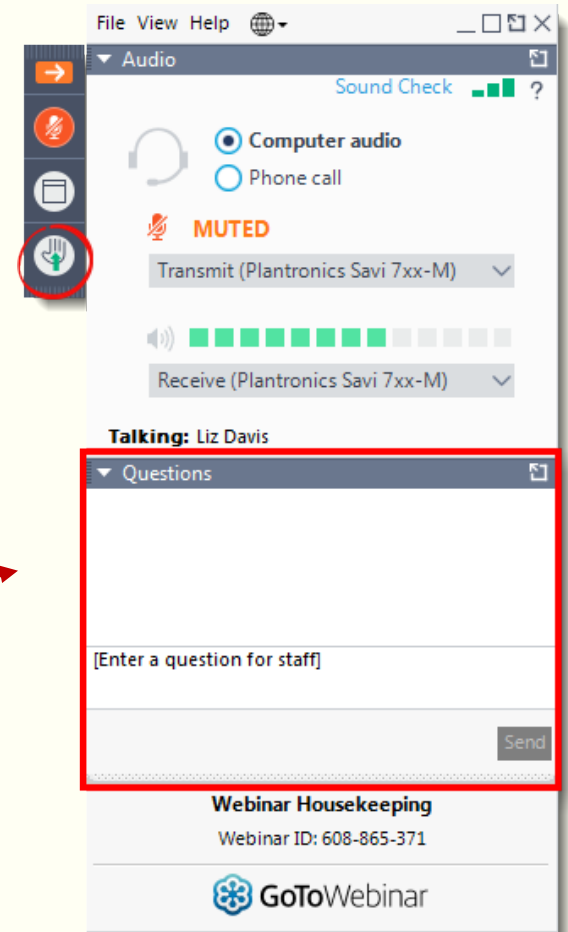 File View Help
Audio
Sound Check ?
Computer audio
Phone call
MUTED
Transmit (Plantronics Savi 7xx-M)
Receive (Plantronics Savi 7xx-M)
Talking: Liz Davis
Questions
[Enter a question for staff]
Send
Webinar Housekeeping
Webinar ID: 608-865-371
GoToWebinar